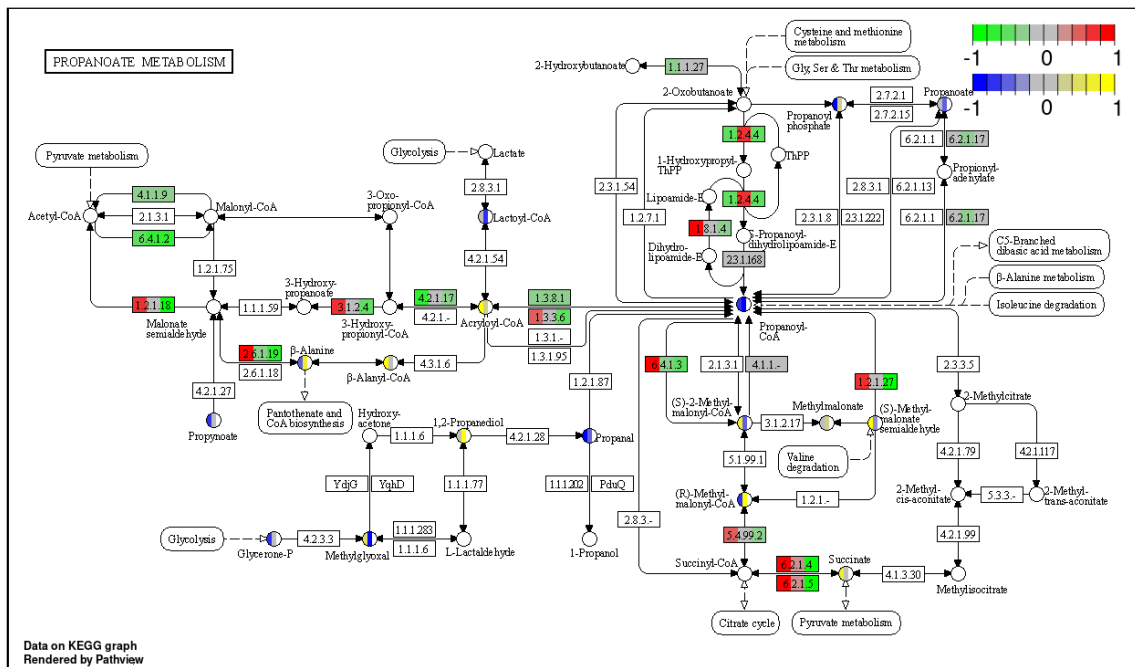 PROPANOATE METABOLISM
-1 0 1
-1 0 1
Cysteine and methionine
metabolism
Gly, Ser & Thr metabolism
2-Hydroxybutanoate
1.1.1.27
2-Oxobutanoate
Propanoyl
phosphate
2.7.2.1
2.7.2.15
Propanoate
Pyruvate metabolism
Glycolysis
Lactate
1.2.4.4
ThPP
1-Hydroxypropyl-
ThPP
6.2.1.1
6.2.1.17
Propionyl-
adenylate
4.1.1.9
Acetyl-CoA
2.1.3.1
Malonyl-CoA
6.4.1.2
3-Oxo-
propionyl-CoA
2.8.3.1
Lactoyl-CoA
2.3.1.54
Lipoamide-E
1.2.4.4
2.8.3.1
6.2.1.13
1.2.7.1
1.8.1.4
2.3.1.8
2.3.1.222
6.2.1.1
6.2.1.17
s-Propanoyl-
dihydrolipoamide-E
Dihydro-
lipoamide-E
2.3.1.168
C5-Branched
dibasic acid metabolism
β-Alanine metabolism
Isoleucine degradation
1.2.1.75
4.2.1.54
1.2.1.18
Malonate
semialdehyde
1.1.1.59
3-Hydroxy-
propanoate
3.1.2.4
3-Hydroxy-
propionyl-CoA
4.2.1.17
4.2.1.-
Acryloyl-CoA
1.3.8.1
1.3.3.6
1.3.1.-
1.3.1.95
Propanoyl-
CoA
2.6.1.19
2.6.1.18
β-Alanine
β-Alanyl-CoA
4.3.1.6
6.4.1.3
2.1.3.1
4.1.1.-
1.2.1.27
2.3.3.5
1.2.1.87
4.2.1.27
Propynoate
Pantothenate and
CoA biosynthesis
Hydroxy-
acetone
1.1.1.6
1,2-Propanediol
4.2.1.28
Propanal
(S)-2-Methyl-
malonyl-CoA
3.1.2.17
Methylmalonate
(S)-Methyl-
malonate
semialdehyde
2-Methylcitrate
Valine
degradation
5.1.99.1
4.2.1.79
4.2.1.117
YdjG
YqhD
1.1.1.77
1.1.1.202
PduQ
(R)-Methyl-
malonyl-CoA
1.2.1.-
2-Methyl-
cis-aconitate
5.3.3.-
2-Methyl-
trans-aconitate
2.8.3.-
Glycolysis
Glycerone-P
4.2.3.3
Methylglyoxal
1.1.1.283
1.1.1.6
L-Lactaldehyde
1-Propanol
5.4.99.2
4.2.1.99
Succinyl-CoA
6.2.1.4
6.2.1.5
Succinate
4.1.3.30
Methylisocitrate
Citrate cycle
Pyruvate metabolism
Data on KEGG graph
Rendered by Pathview